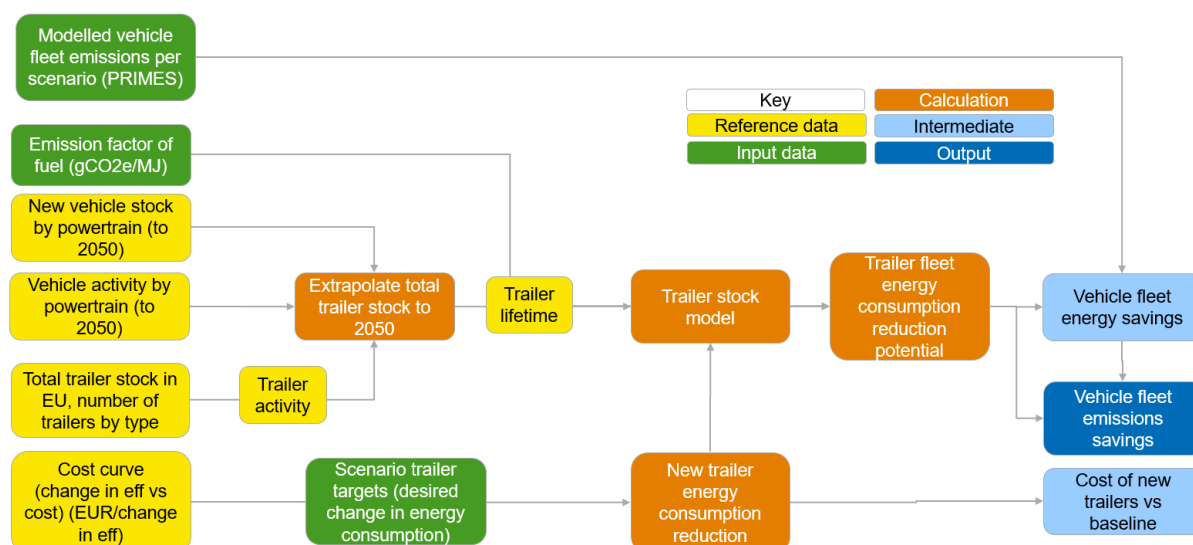 Modelled vehicle
fleet emissions per
scenario (PRIMES)
Key
Calculation
Reference data
Intermediate
Input data
Output
Emission factor of
fuel (gCO2e/MJ)
New vehicle stock
by powertrain (to
2050)
Vehicle activity by
powertrain (to
2050)
Extrapolate total
trailer stock to
2050
Trailer
lifetime
Trailer stock
model
Trailer fleet
energy
consumption
reduction
potential
Vehicle fleet
energy savings
Total trailer stock in
EU, number of
trailers by type
Trailer
activity
Vehicle fleet
emissions
savings
Cost curve
(change in eff vs
cost) (EUR/change
in eff)
Scenario trailer
targets (desired
change in energy
consumption)
New trailer
energy
consumption
reduction
Cost of new
trailers vs
baseline